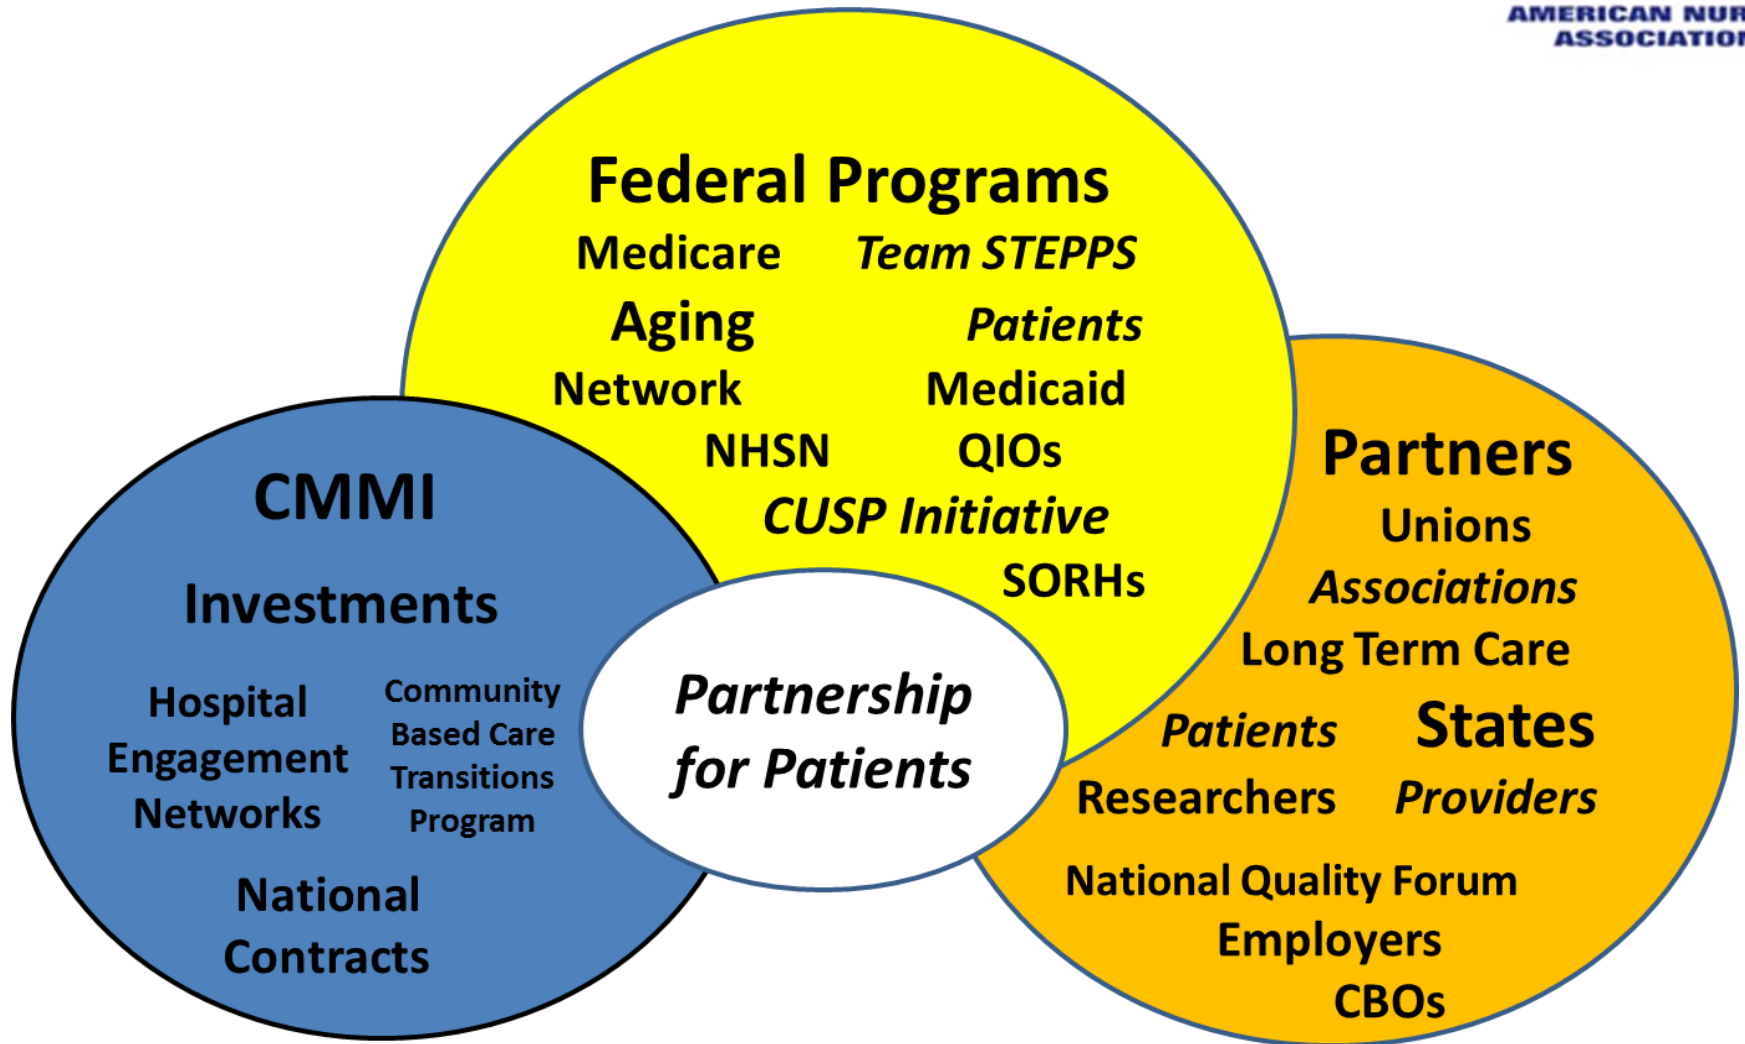 AMERICAN NUR
ASSOCIATION
Federal Programs
Medicare Team STEPPS
Aging Patients
Network Medicaid
NHSN QIOs
CUSP Initiative
SORHs
CMMI
Investments
Hospital
Engagement
Networks
Community
Based Care
Transitions
Program
National
Contracts
Partnership
for Patients
Partners
Unions
Associations
Long Term Care
Patients States
Researchers Providers
National Quality Forum
Employers
CBOs